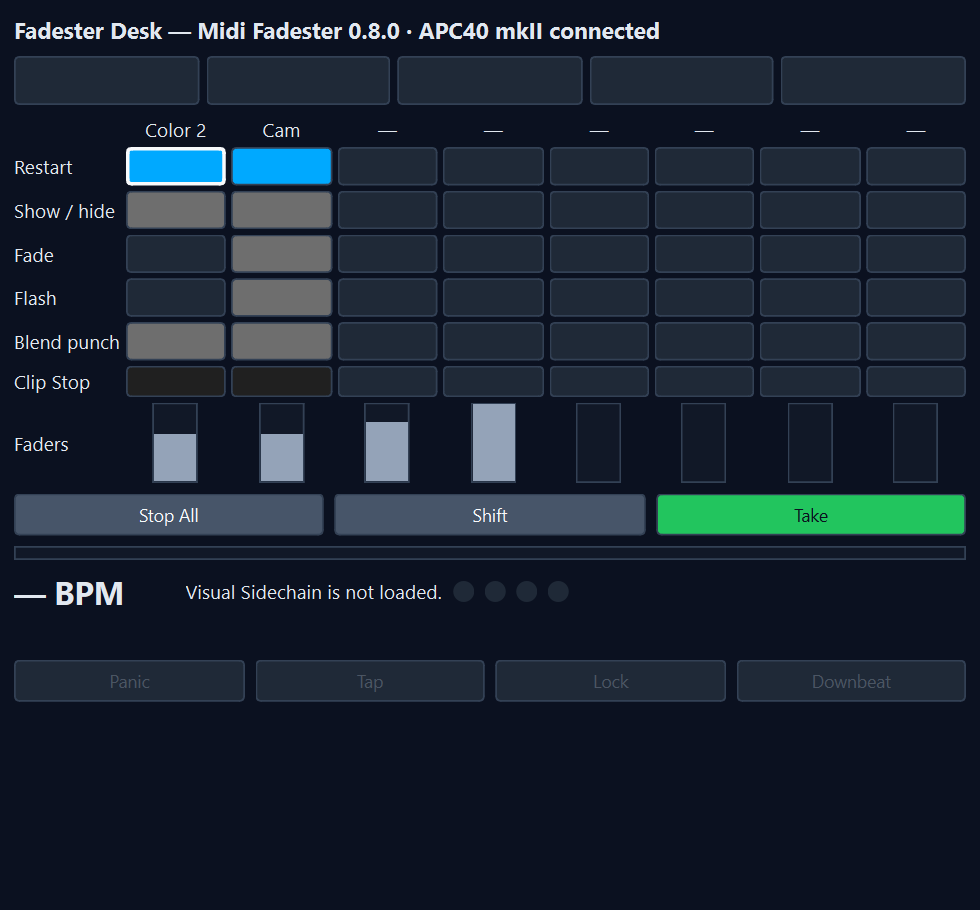 Fadester Desk — Midi Fadester 0.8.0 · APC40 mkII connected
Color 2 Cam — — — — — —
Restart
Show / hide
Fade
Flash
Blend punch
Clip Stop
Faders
Stop All Shift Take
— BPM Visual Sidechain is not loaded.
Panic Tap Lock Downbeat